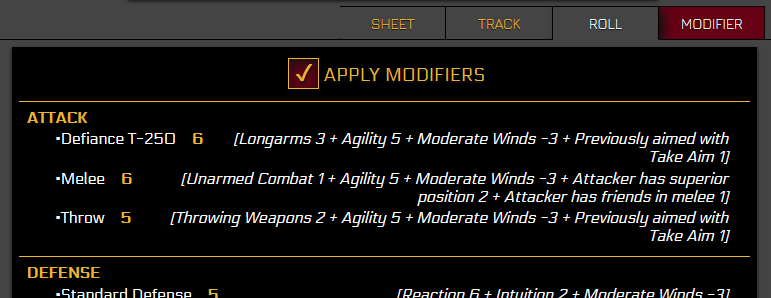 SHEET TRACK ROLL MODIFIER
✓ APPLY MODIFIERS
ATTACK
•Defiance T-250 6 [Longarms 3 + Agility 5 + Moderate Winds -3 + Previously aimed with
Take Aim 1]
•Melee 6 [Unarmed Combat 1 + Agility 5 + Moderate Winds -3 + Attacker has superior
position 2 + Attacker has friends in melee 1]
•Throw 5 [Throwing Weapons 2 + Agility 5 + Moderate Winds -3 + Previously aimed with
Take Aim 1]
DEFENSE
•Standard Defense 5 [Reaction 6 + Intuition 2 + Moderate Winds -3]